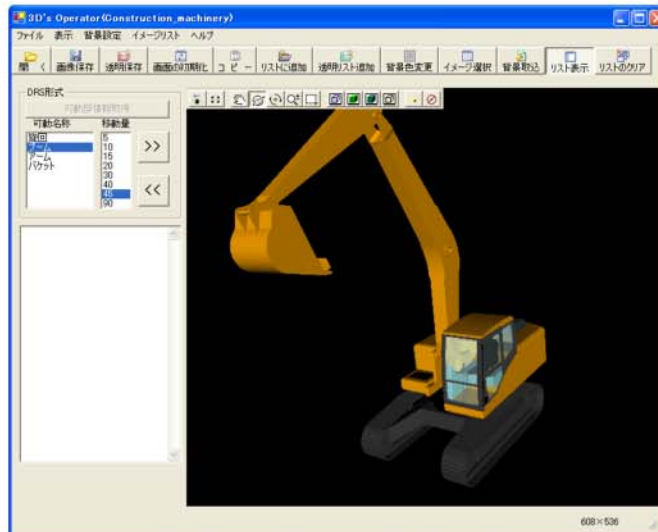 3D's Operator(Construction_machinery)
ファイル 表示 背景設定 イメージリスト ヘルプ
開く 画像保存 透明保存 画面の初期化 コピー リストに追加 透明リスト追加 背景色変更 イメージ選択 背景取込 リスト表示 リストのクリア
DRS形式
可動部情報取得
可動名称 移動量
旋回 5
ブーム 10
アーム 15
バケット 20
30
40
45
90
>>
<<
608×536